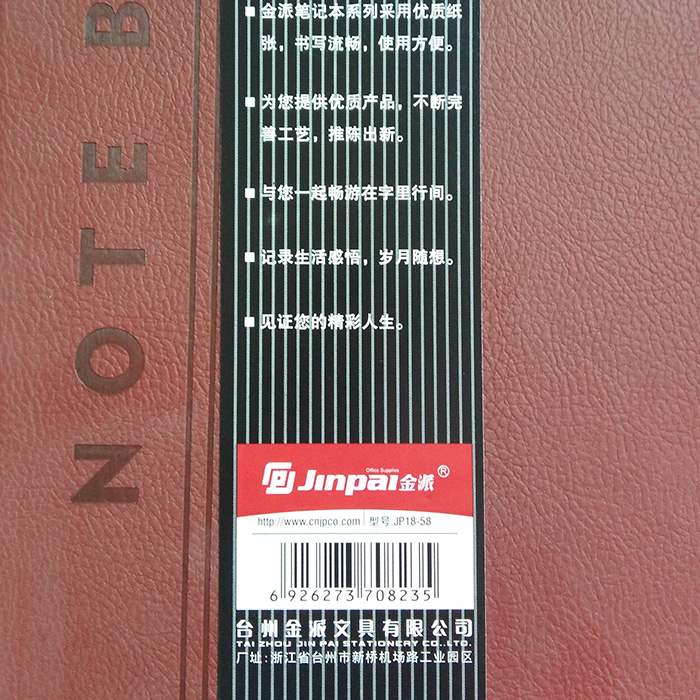 NOTE B
■ 金派笔记本系列采用优质纸
张，书写流畅，使用方便。
■ 为您提供优质产品，不断完
善工艺，推陈出新。
■ 与您一起畅游在字里行间。
■ 记录生活感悟，岁月随想。
■ 见证您的精彩人生。
Office Supplies
Jinpai金派®
http://www.cnjpco.com 型号:JP18-58
6 926273 708235
台州金派文具有限公司
TAI ZHOU JIN PAI STATIONERY CO.,LTD.
厂址:浙江省台州市新桥机场路工业园区